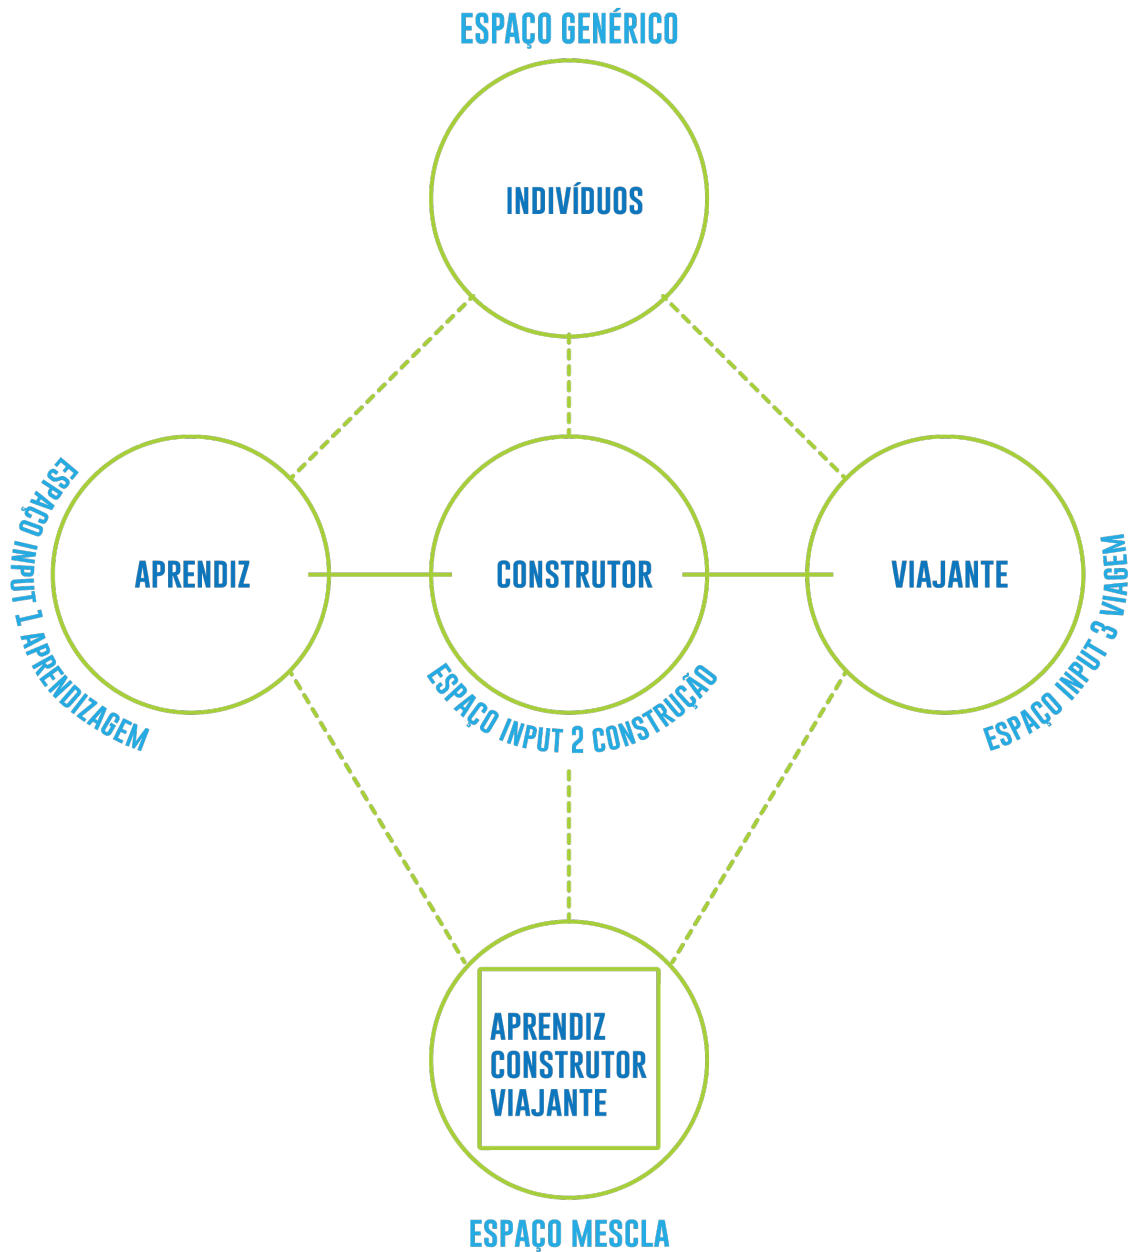 ESPAÇO GENÉRICO
INDIVÍDUOS
ESPAÇO INPUT 1 APRENDIZAGEM
APRENDIZ
CONSTRUTOR
ESPAÇO INPUT 2 CONSTRUÇÃO
VIAJANTE
ESPAÇO INPUT 3 VIAGEM
APRENDIZ
CONSTRUTOR
VIAJANTE
ESPAÇO MESCLA